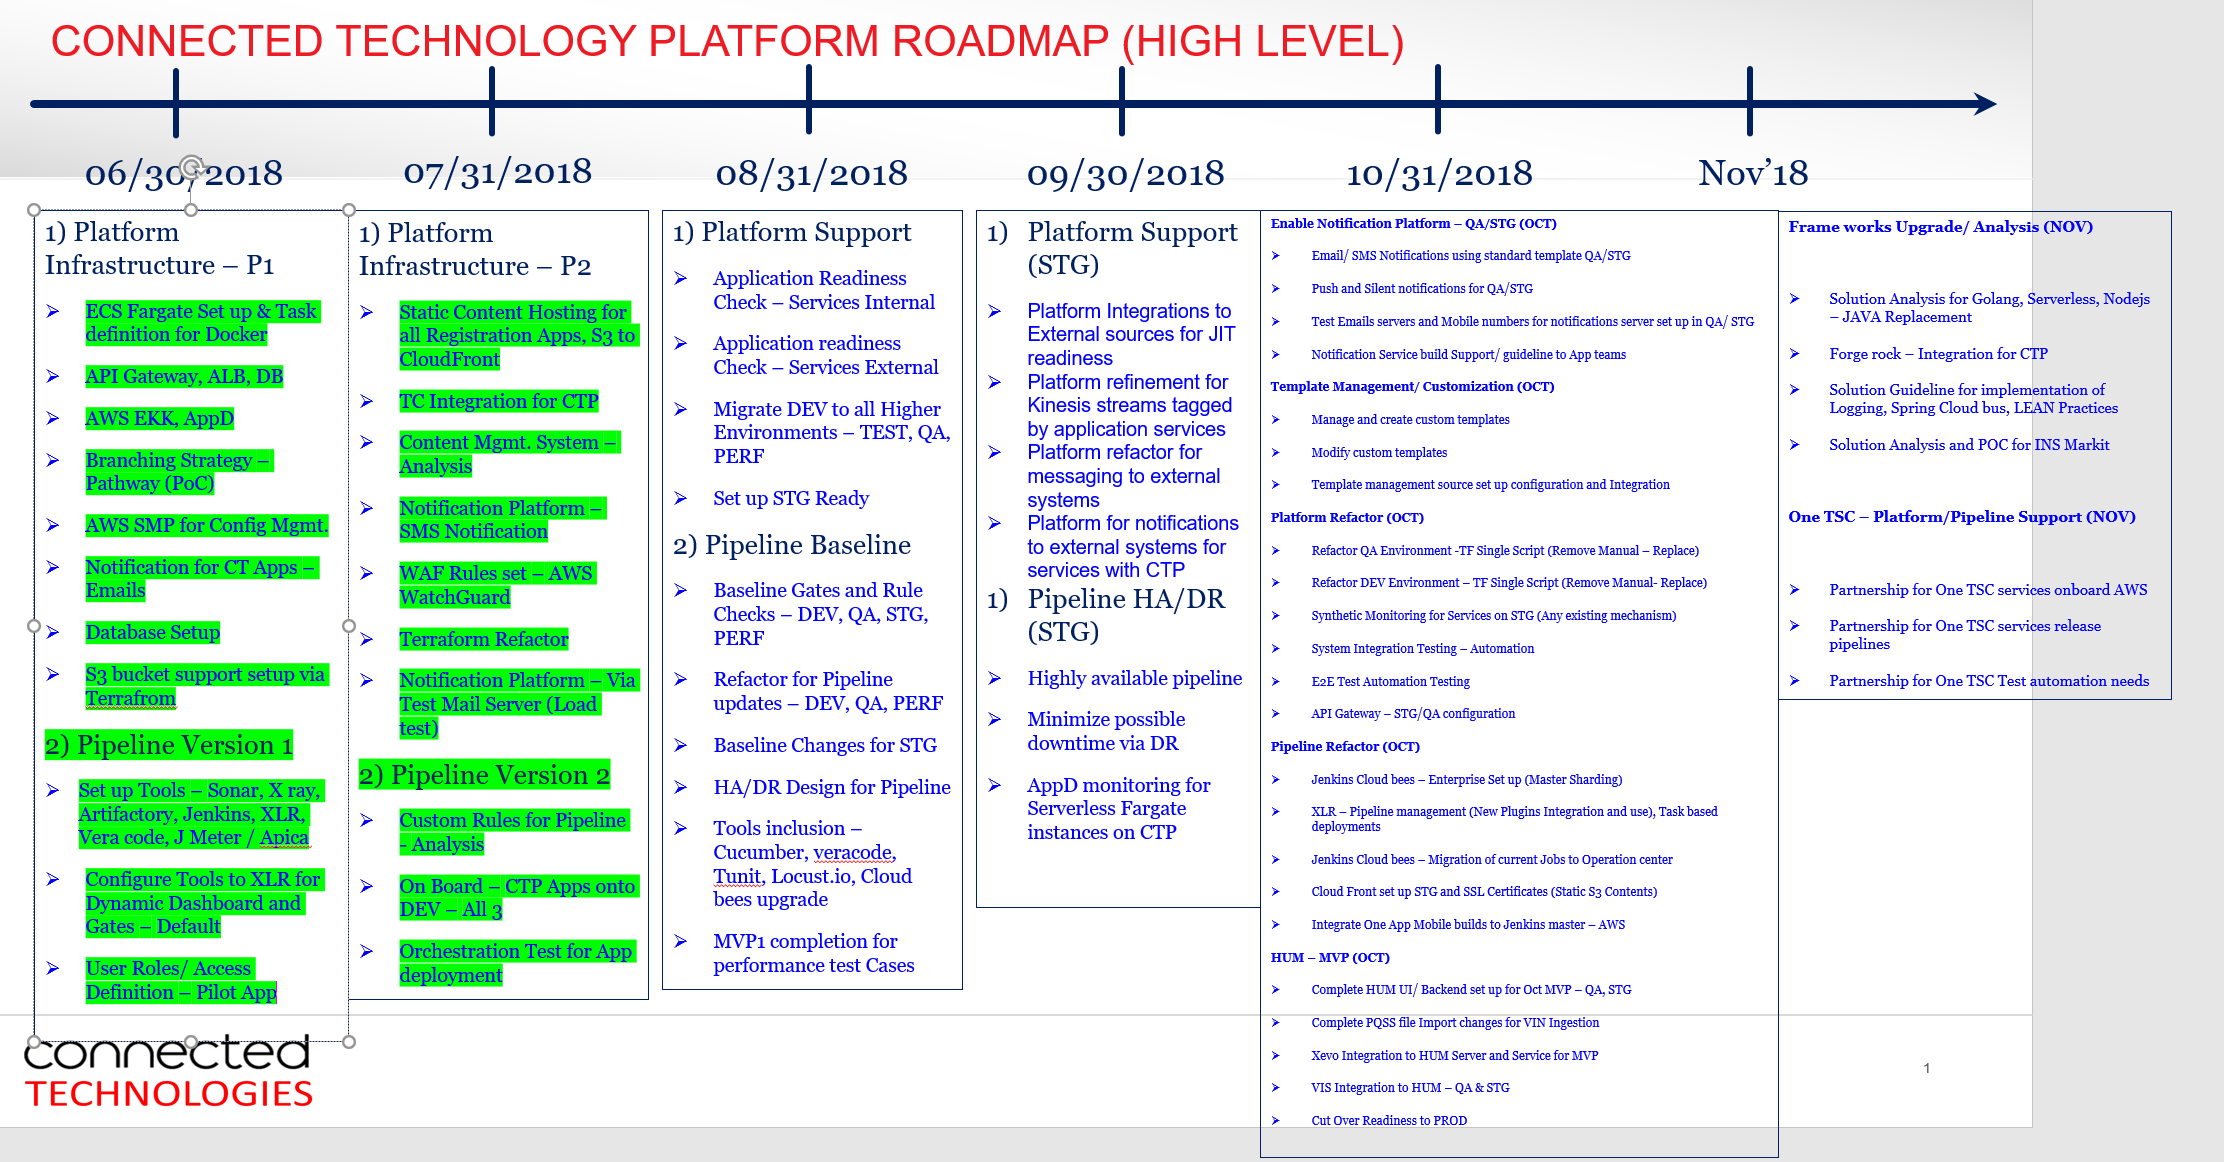 CONNECTED TECHNOLOGY PLATFORM ROADMAP (HIGH LEVEL)
06/30/2018
07/31/2018
08/31/2018
09/30/2018
10/31/2018
Nov’18
1) Platform
Infrastructure – P1
ECS Fargate Set up & Task
definition for Docker
API Gateway, ALB, DB
AWS EKK, AppD
Branching Strategy –
Pathway (PoC)
AWS SMP for Config Mgmt.
Notification for CT Apps –
Emails
Database Setup
S3 bucket support setup via
Terrafrom
2) Pipeline Version 1
Set up Tools – Sonar, X ray,
Artifactory, Jenkins, XLR,
Vera code, J Meter / Apica
Configure Tools to XLR for
Dynamic Dashboard and
Gates – Default
User Roles/ Access
Definition – Pilot App
1) Platform
Infrastructure – P2
Static Content Hosting for
all Registration Apps, S3 to
CloudFront
TC Integration for CTP
Content Mgmt. System –
Analysis
Notification Platform –
SMS Notification
WAF Rules set – AWS
WatchGuard
Terraform Refactor
Notification Platform – Via
Test Mail Server (Load
test)
2) Pipeline Version 2
Custom Rules for Pipeline
- Analysis
On Board – CTP Apps onto
DEV – All 3
Orchestration Test for App
deployment
1) Platform Support
Application Readiness
Check – Services Internal
Application readiness
Check – Services External
Migrate DEV to all Higher
Environments – TEST, QA,
PERF
Set up STG Ready
2) Pipeline Baseline
Baseline Gates and Rule
Checks – DEV, QA, STG,
PERF
Refactor for Pipeline
updates – DEV, QA, PERF
Baseline Changes for STG
HA/DR Design for Pipeline
Tools inclusion –
Cucumber, veracode,
Tunit, Locust.io, Cloud
bees upgrade
MVP1 completion for
performance test Cases
1) Platform Support
(STG)
Platform Integrations to
External sources for JIT
readiness
Platform refinement for
Kinesis streams tagged
by application services
Platform refactor for
messaging to external
systems
Platform for notifications
to external systems for
services with CTP
1) Pipeline HA/DR
(STG)
Highly available pipeline
Minimize possible
downtime via DR
AppD monitoring for
Serverless Fargate
instances on CTP
Enable Notification Platform – QA/STG (OCT)
Email/ SMS Notifications using standard template QA/STG
Push and Silent notifications for QA/STG
Test Emails servers and Mobile numbers for notifications server set up in QA/ STG
Notification Service build Support/ guideline to App teams
Template Management/ Customization (OCT)
Manage and create custom templates
Modify custom templates
Template management source set up configuration and Integration
Platform Refactor (OCT)
Refactor QA Environment -TF Single Script (Remove Manual – Replace)
Refactor DEV Environment – TF Single Script (Remove Manual- Replace)
Synthetic Monitoring for Services on STG (Any existing mechanism)
System Integration Testing – Automation
E2E Test Automation Testing
API Gateway – STG/QA configuration
Pipeline Refactor (OCT)
Jenkins Cloud bees – Enterprise Set up (Master Sharding)
XLR – Pipeline management (New Plugins Integration and use), Task based
deployments
Jenkins Cloud bees – Migration of current Jobs to Operation center
Cloud Front set up STG and SSL Certificates (Static S3 Contents)
Integrate One App Mobile builds to Jenkins master – AWS
HUM – MVP (OCT)
Complete HUM UI/ Backend set up for Oct MVP – QA, STG
Complete PQSS file Import changes for VIN Ingestion
Xevo Integration to HUM Server and Service for MVP
VIS Integration to HUM – QA & STG
Cut Over Readiness to PROD
Frame works Upgrade/ Analysis (NOV)
Solution Analysis for Golang, Serverless, Nodejs
– JAVA Replacement
Forge rock – Integration for CTP
Solution Guideline for implementation of
Logging, Spring Cloud bus, LEAN Practices
Solution Analysis and POC for INS Markit
One TSC – Platform/Pipeline Support (NOV)
Partnership for One TSC services onboard AWS
Partnership for One TSC services release
pipelines
Partnership for One TSC Test automation needs
connected
TECHNOLOGIES
1